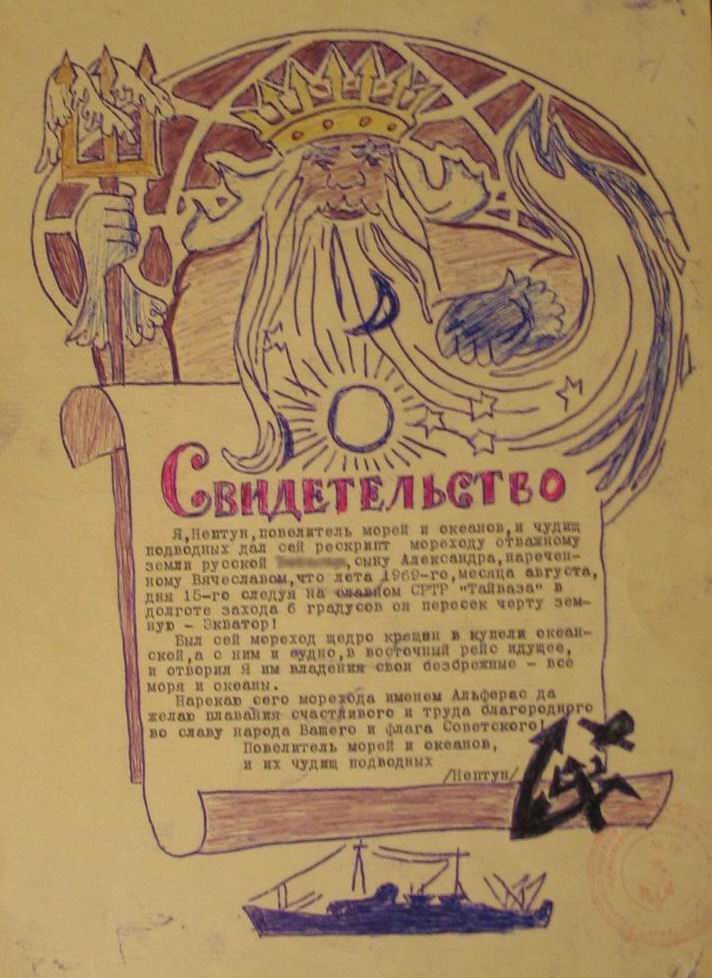 Свидетельство
Я,Нептун,повелитель морей и океанов,и чудищ
подводных дал сей рескрипт мореходу отважному
земли русской ,сыну Александра,наречен-
ному Вячеславом,что лета 1969-го,месяца августа,
дня 15-го следуя на славном СРТР "Тайваза" в
долготе захода 6 градусов он пересек черту зем-
ную - Экватор!
Был сей мореход щедро крещен в купели океан-
ской,а с ним и судно,в восточный рейс идущее,
и отворил Я им владения свои безбрежные - все
моря и океаны.
Нарекаю сего морехода именем Альферас да
желаю плавания счастливого и труда благородного
во славу народа Вашего и флага Советского!
Повелитель морей и океанов,
и их чудищ подводных
/Нептун/